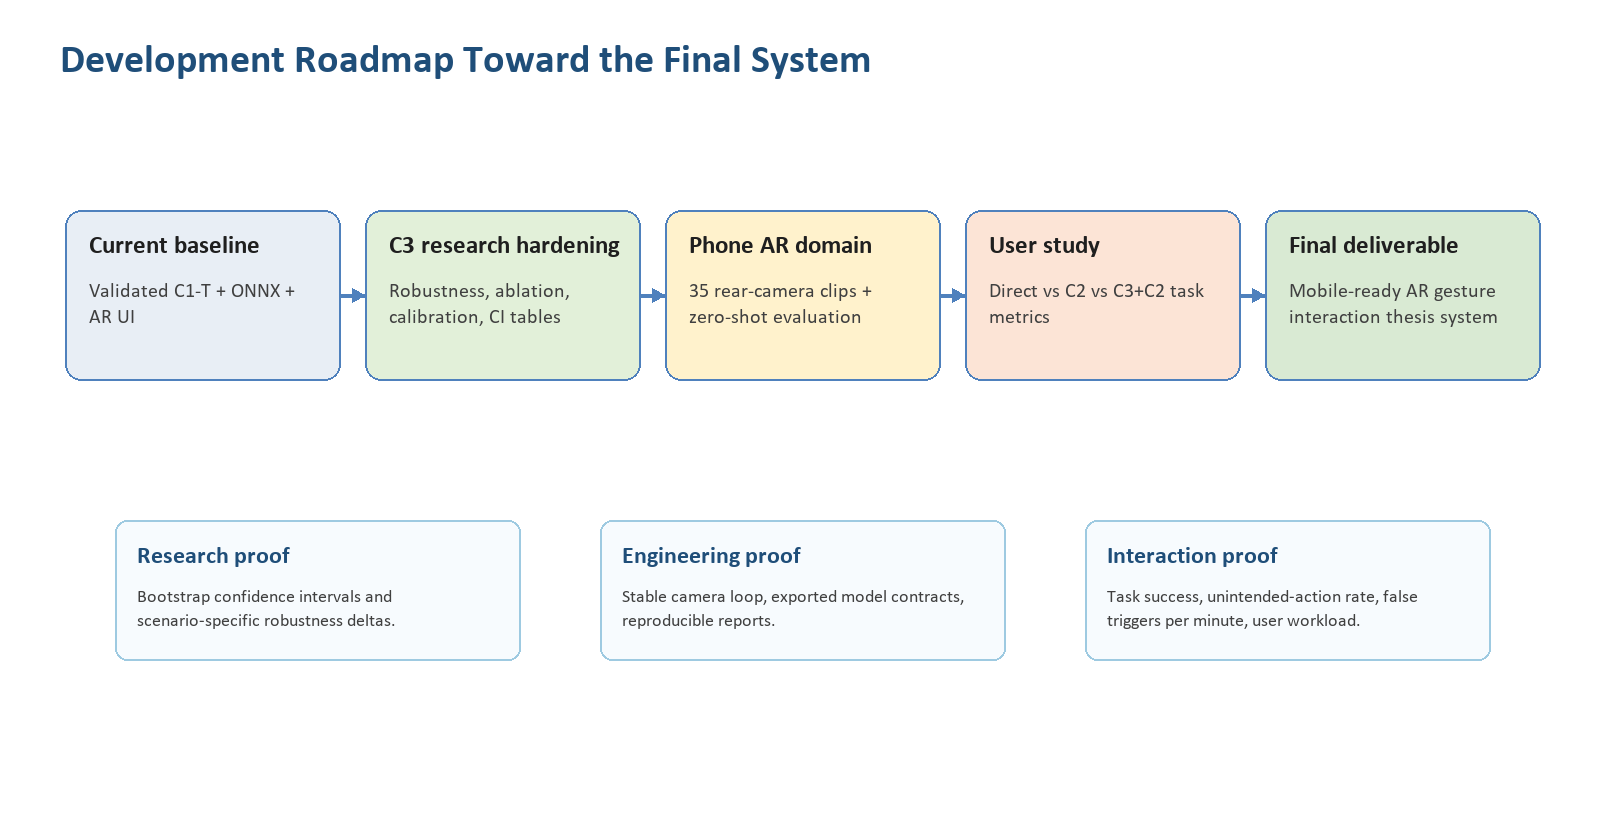 Development Roadmap Toward the Final System
Current baseline
Validated C1-T + ONNX +
AR UI
C3 research hardening
Robustness, ablation,
calibration, CI tables
Phone AR domain
35 rear-camera clips +
zero-shot evaluation
User study
Direct vs C2 vs C3+C2 task
metrics
Final deliverable
Mobile-ready AR gesture
interaction thesis system
Research proof
Bootstrap confidence intervals and
scenario-specific robustness deltas.
Engineering proof
Stable camera loop, exported model contracts,
reproducible reports.
Interaction proof
Task success, unintended-action rate, false
triggers per minute, user workload.